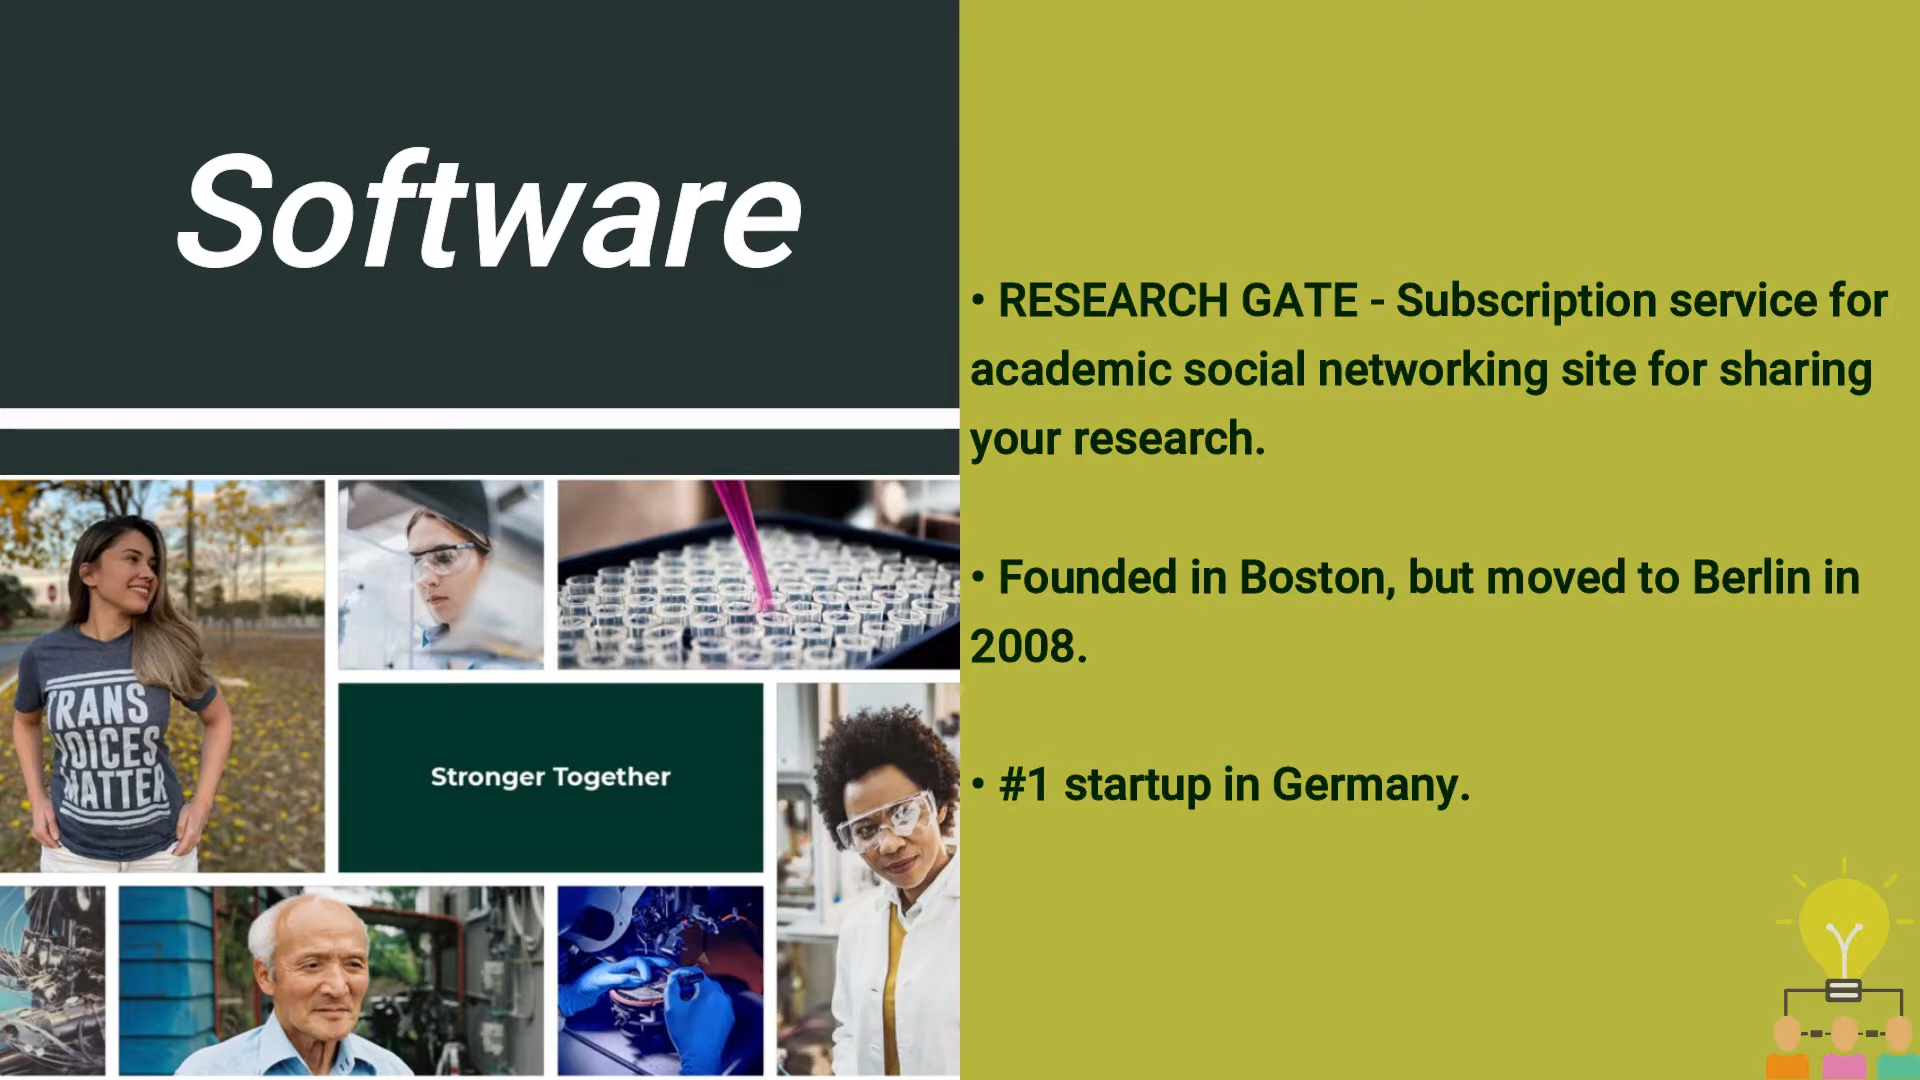 Software
• RESEARCH GATE - Subscription service for
academic social networking site for sharing
your research.
• Founded in Boston, but moved to Berlin in
2008.
• #1 startup in Germany.
TRANS
VOICES
MATTER
Stronger Together